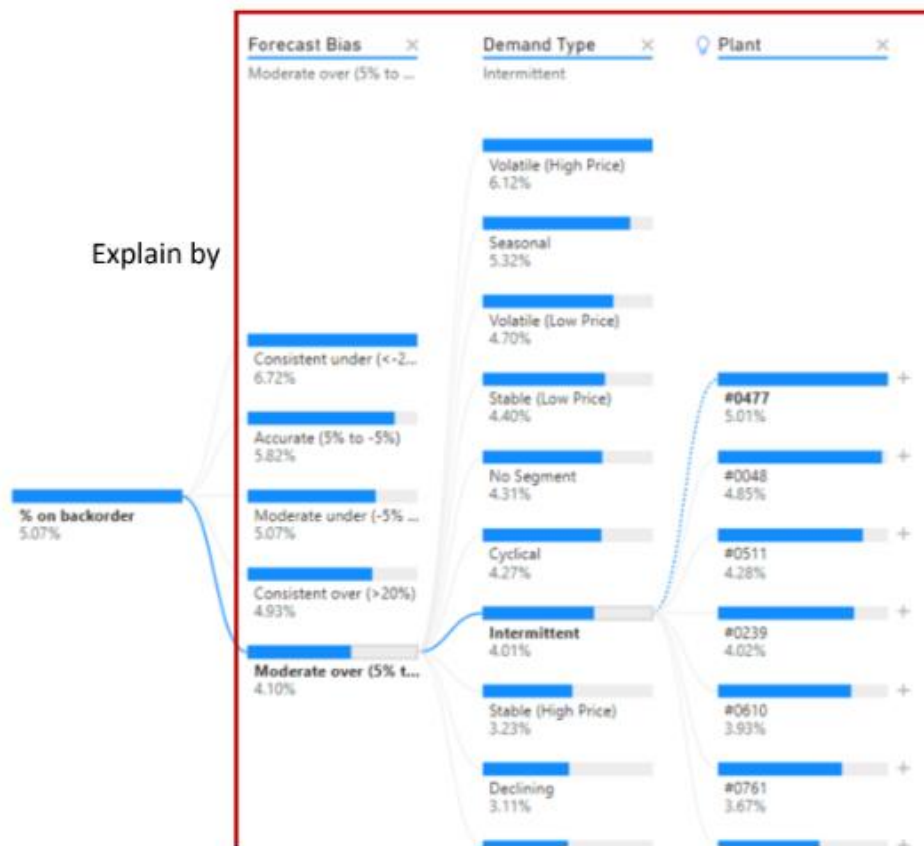 Forecast Bias
Moderate over (5% to ...
Demand Type
Intermittent
Plant
Explain by
% on backorder
5.07%
Consistent under (<-2...
6.72%
Accurate (5% to -5%)
5.82%
Moderate under (-5% ...
5.07%
Consistent over (>20%)
4.93%
Moderate over (5% t...
4.10%
Volatile (High Price)
6.12%
Seasonal
5.32%
Volatile (Low Price)
4.70%
Stable (Low Price)
4.40%
No Segment
4.31%
Cyclical
4.27%
Intermittent
4.01%
Stable (High Price)
3.23%
Declining
3.11%
#0477
5.01%
#0048
4.85%
#0511
4.28%
#0239
4.02%
#0610
3.93%
#0761
3.67%